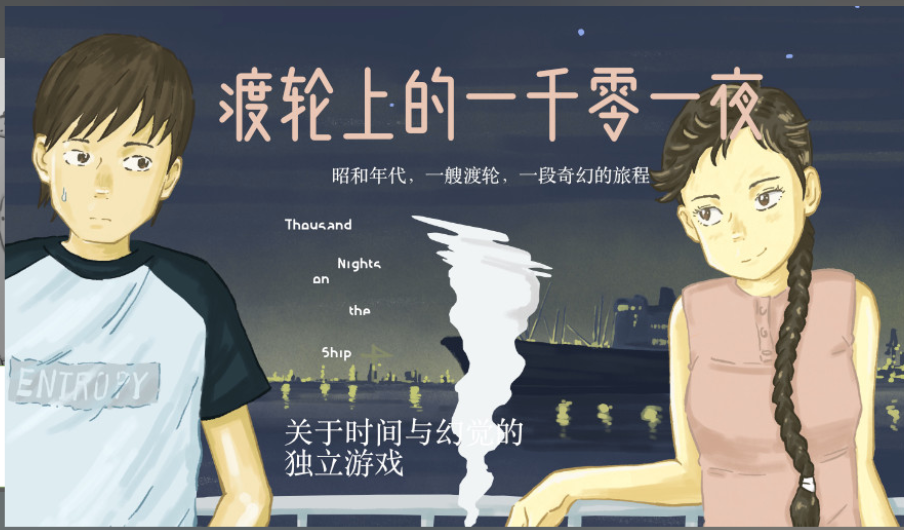 渡轮上的一千零一夜
昭和年代，一艘渡轮，一段奇幻的旅程
Thousand
Nights
on
the
Ship
ENTROPY
关于时间与幻觉的
独立游戏